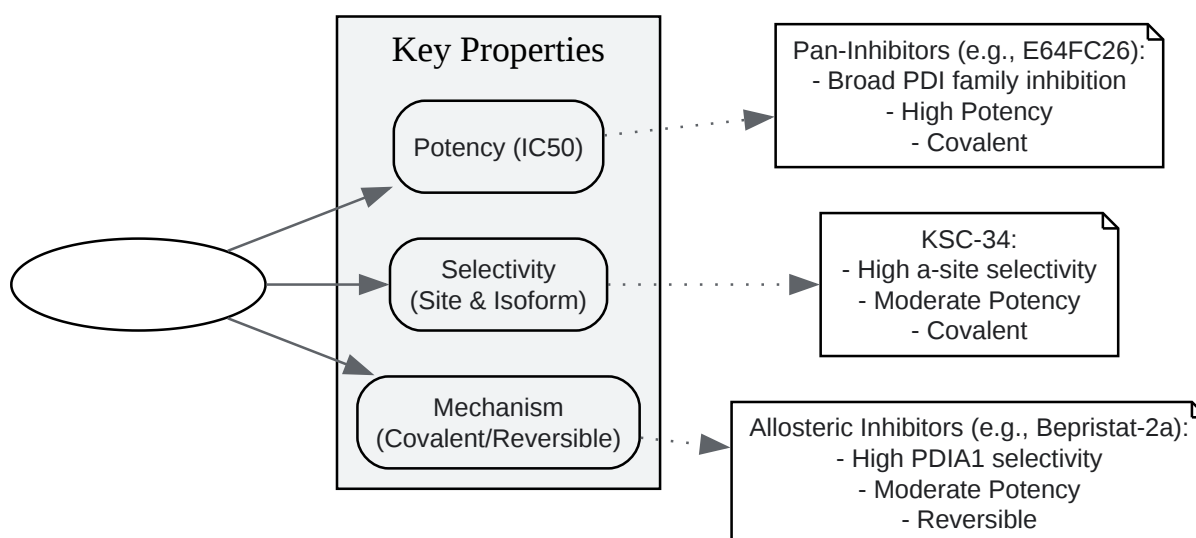 Key Properties
Potency (IC50)
Selectivity
(Site & Isoform)
Mechanism
(Covalent/Reversible)
Pan-Inhibitors (e.g., E64FC26):
- Broad PDI family inhibition
- High Potency
- Covalent
KSC-34:
- High a-site selectivity
- Moderate Potency
- Covalent
Allosteric Inhibitors (e.g., Bepristat-2a):
- High PDIA1 selectivity
- Moderate Potency
- Reversible